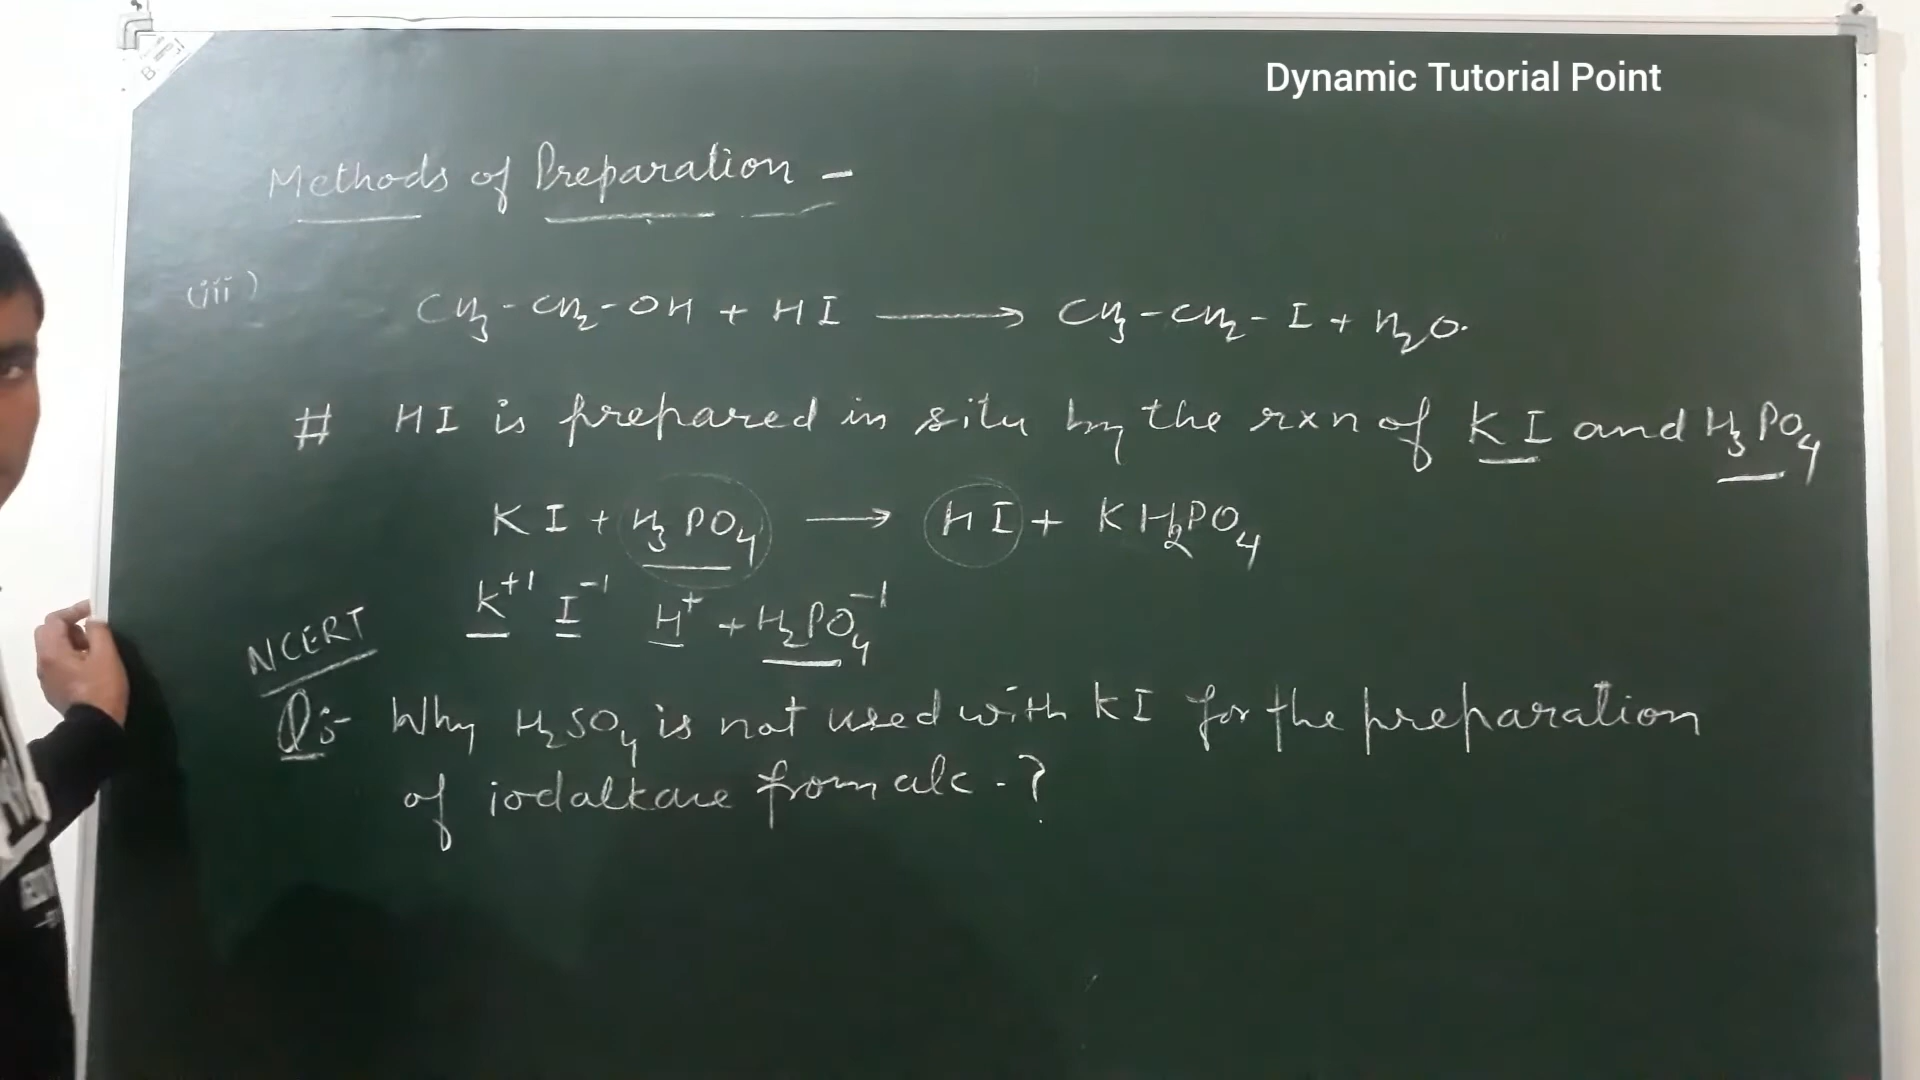 Dynamic Tutorial Point
Methods of Preparation -
(iii) CH3-CH2-OH + HI ⟶ CH3-CH2-I + H2O.
# HI is prepared in situ by the rxn of KI and H3PO4
KI + H3PO4 ⟶ HI + KH2PO4
K+1 I-1 H+ + H2PO4-1
NCERT
Q:- Why H2SO4 is not used with KI for the preparation
of iodalkane from alc.?